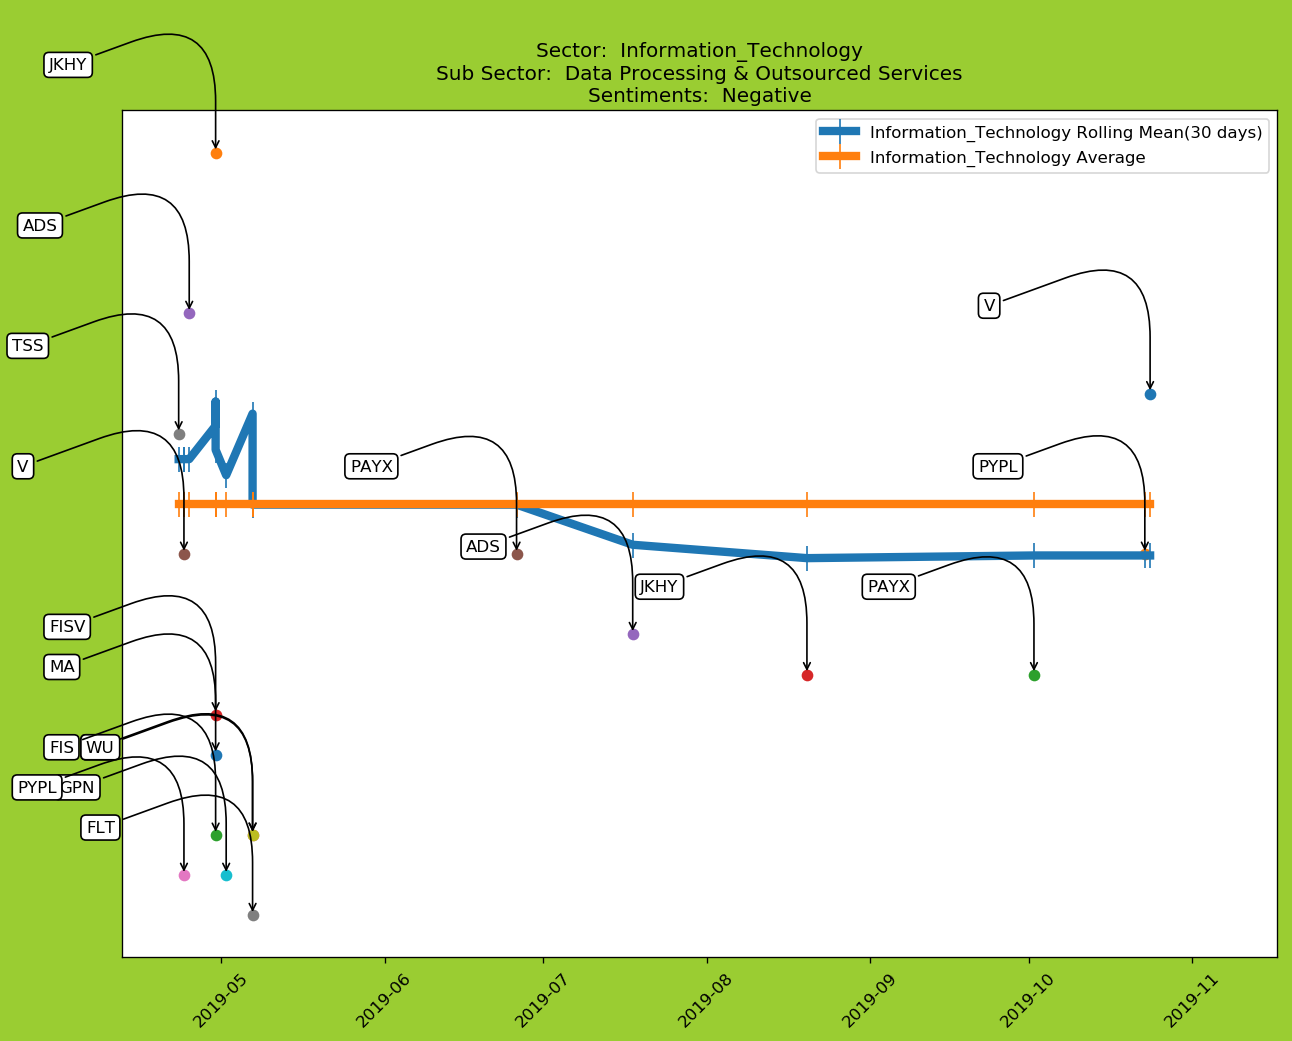 Sector:  Information_Technology
Sub Sector:  Data Processing & Outsourced Services
Sentiments:  Negative
Information_Technology Rolling Mean(30 days)
Information_Technology Average
JKHY
ADS
TSS
V
V
PAYX
PYPL
ADS
JKHY
PAYX
FISV
MA
FIS
WU
PYPL
GPN
FLT
2019-05
2019-06
2019-07
2019-08
2019-09
2019-10
2019-11